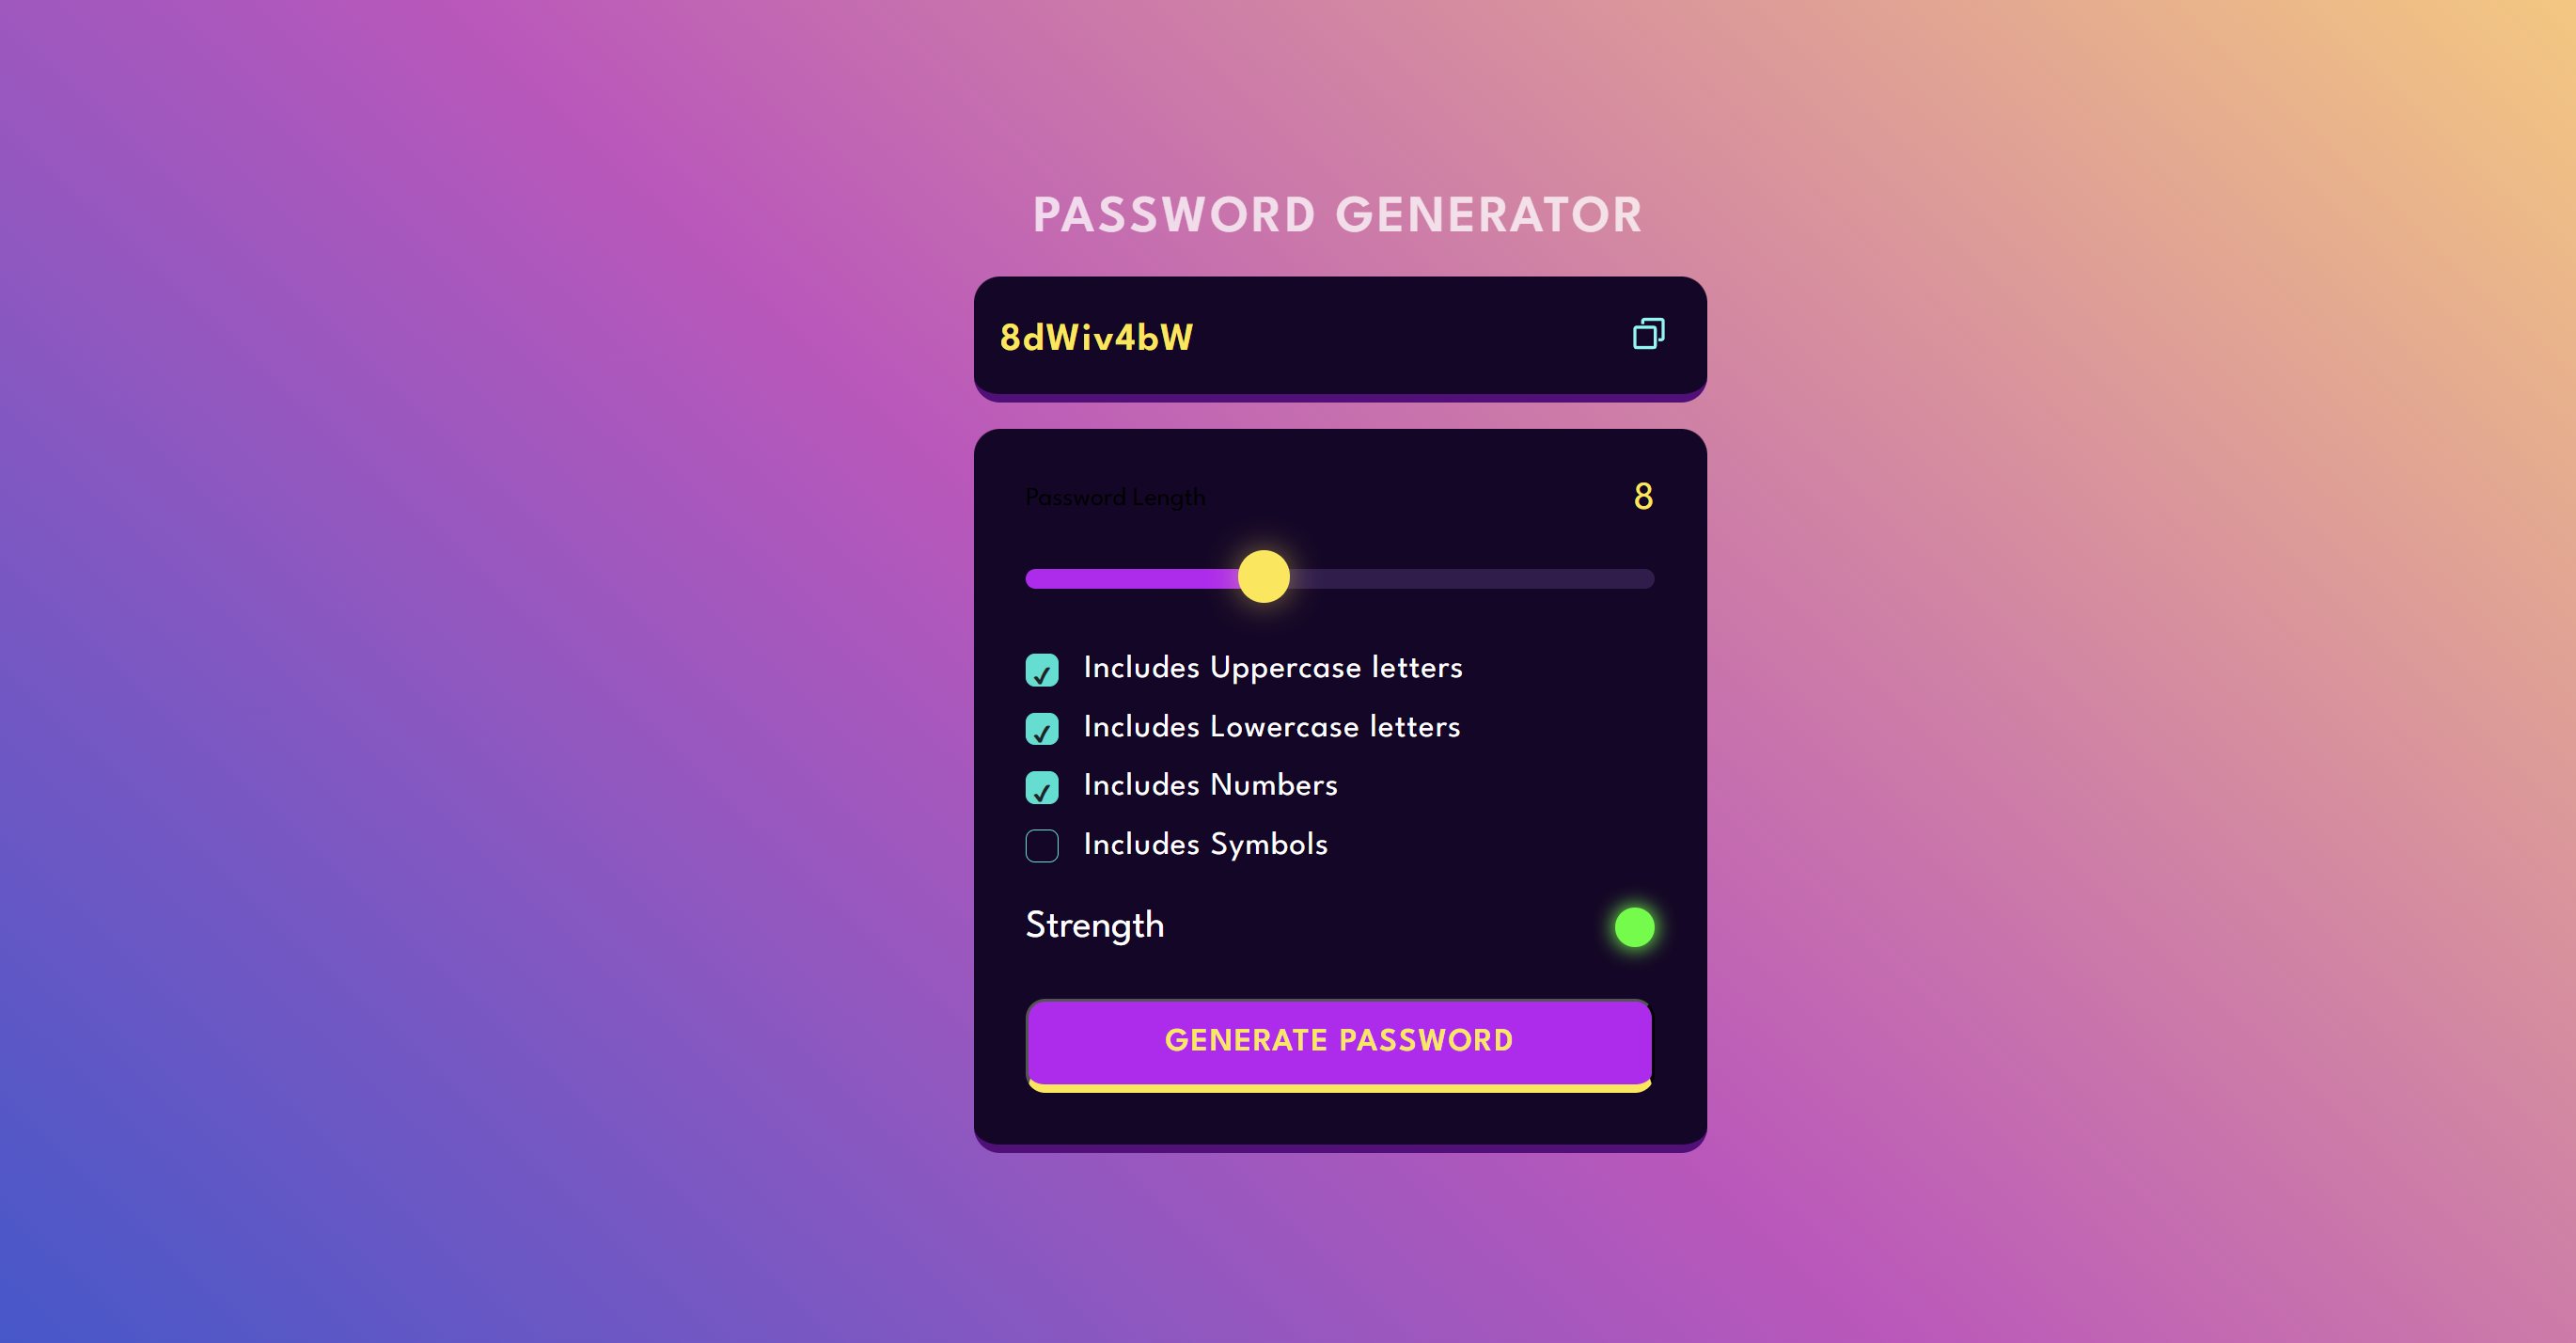 PASSWORD GENERATOR
8dWiv4bW
Password Length 8
Includes Uppercase letters
Includes Lowercase letters
Includes Numbers
Includes Symbols
Strength
GENERATE PASSWORD